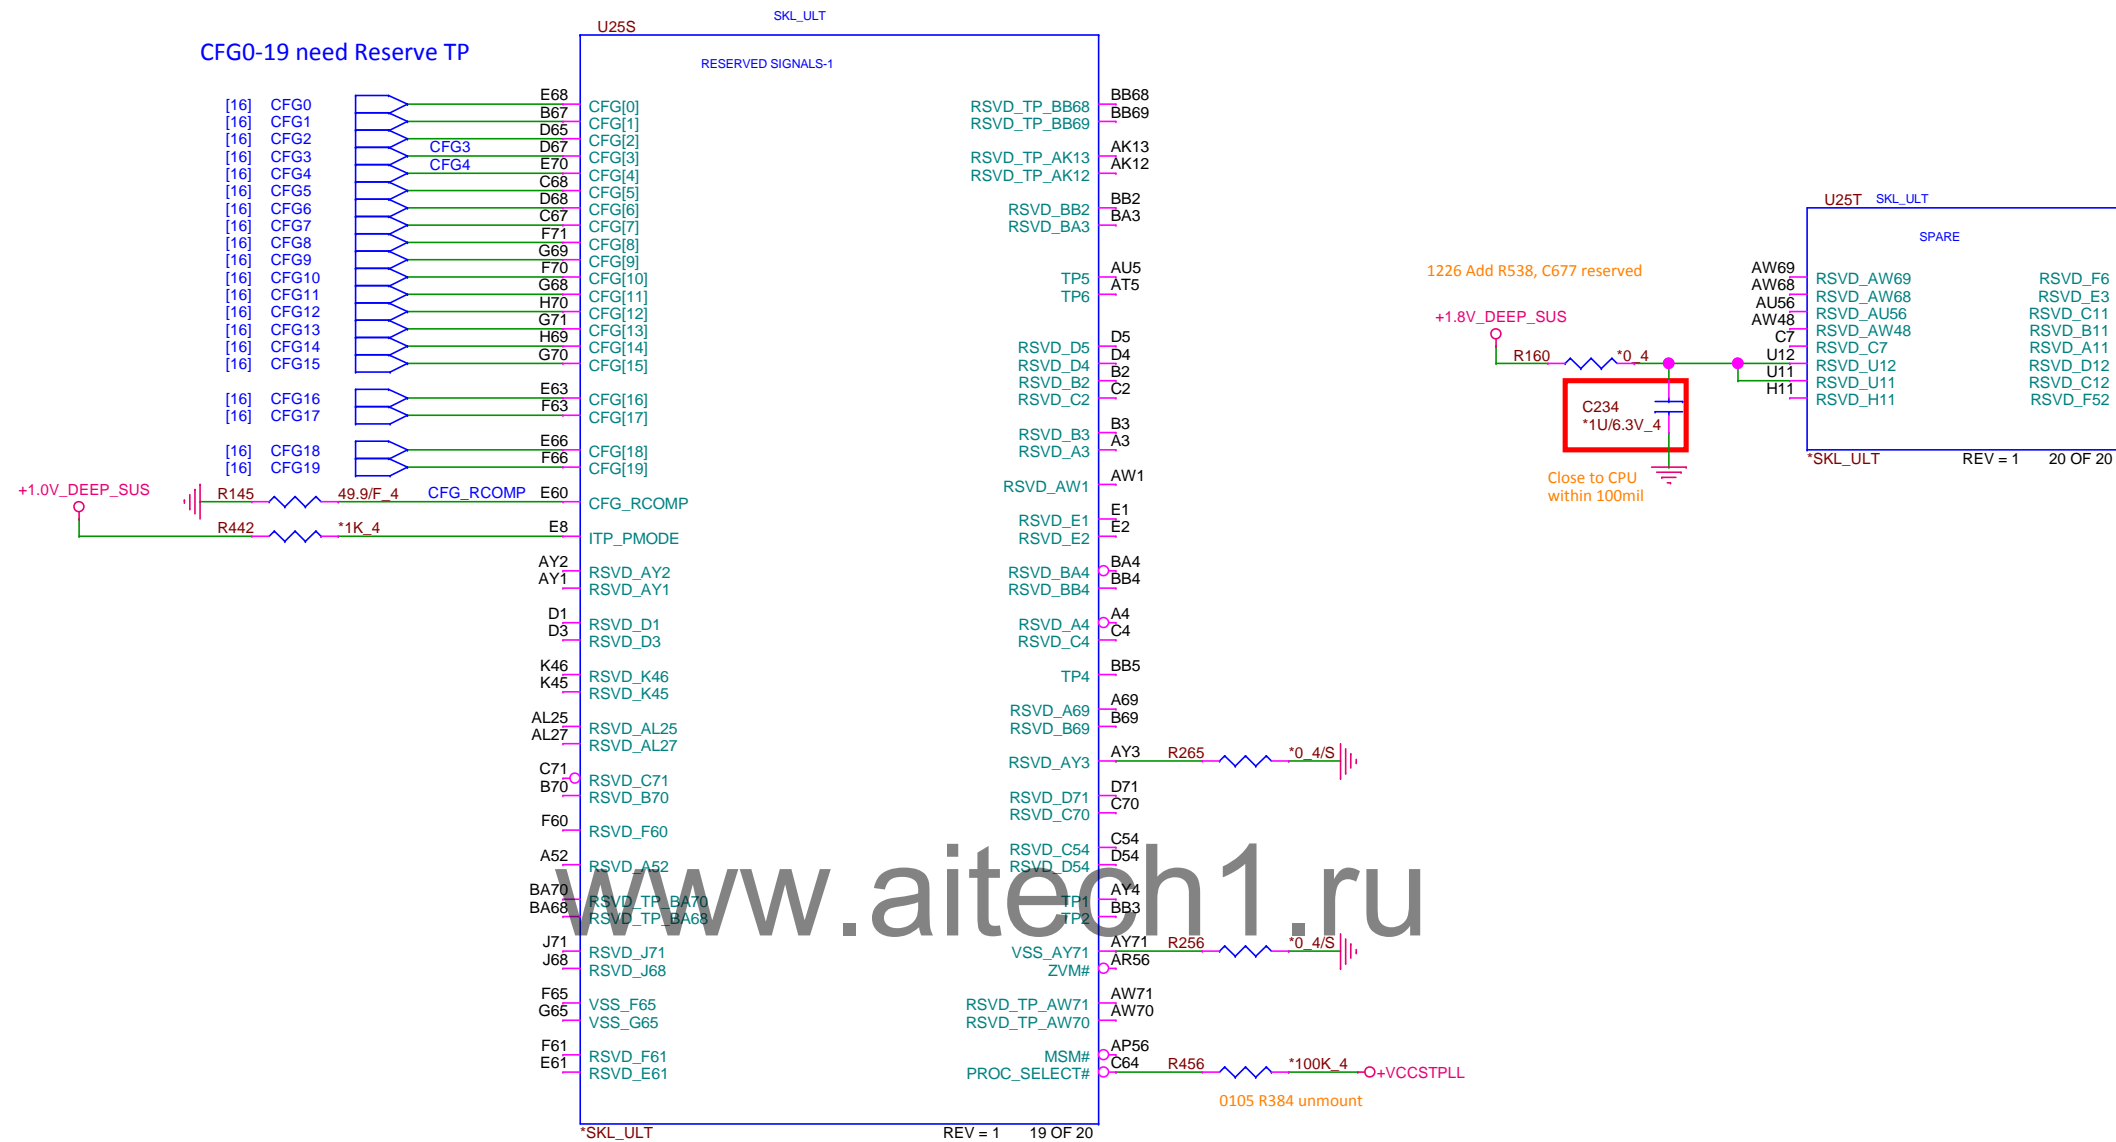 SKL_ULT
U25S
CFG0-19 need Reserve TP
RESERVED SIGNALS-1
[16] CFG0 E68 CFG[0]
[16] CFG1 B67 CFG[1]
[16] CFG2 D65 CFG[2]
[16] CFG3 CFG3 D67 CFG[3]
[16] CFG4 CFG4 E70 CFG[4]
[16] CFG5 C68 CFG[5]
[16] CFG6 D68 CFG[6]
[16] CFG7 C67 CFG[7]
[16] CFG8 F71 CFG[8]
[16] CFG9 G69 CFG[9]
[16] CFG10 F70 CFG[10]
[16] CFG11 G68 CFG[11]
[16] CFG12 H70 CFG[12]
[16] CFG13 G71 CFG[13]
[16] CFG14 H69 CFG[14]
[16] CFG15 G70 CFG[15]
[16] CFG16 E63 CFG[16]
[16] CFG17 F63 CFG[17]
[16] CFG18 E66 CFG[18]
[16] CFG19 F66 CFG[19]
R145 49.9/F_4 CFG_RCOMP E60 CFG_RCOMP
+1.0V_DEEP_SUS
R442 *1K_4 E8 ITP_PMODE
AY2 RSVD_AY2
AY1 RSVD_AY1
D1 RSVD_D1
D3 RSVD_D3
K46 RSVD_K46
K45 RSVD_K45
AL25 RSVD_AL25
AL27 RSVD_AL27
C71 RSVD_C71
B70 RSVD_B70
F60 RSVD_F60
A52 RSVD_A52
BA70 RSVD_TP_BA70
BA68 RSVD_TP_BA68
J71 RSVD_J71
J68 RSVD_J68
F65 VSS_F65
G65 VSS_G65
F61 RSVD_F61
E61 RSVD_E61
RSVD_TP_BB68 BB68
RSVD_TP_BB69 BB69
RSVD_TP_AK13 AK13
RSVD_TP_AK12 AK12
RSVD_BB2 BB2
RSVD_BA3 BA3
TP5 AU5
TP6 AT5
RSVD_D5 D5
RSVD_D4 D4
RSVD_B2 B2
RSVD_C2 C2
RSVD_B3 B3
RSVD_A3 A3
RSVD_AW1 AW1
RSVD_E1 E1
RSVD_E2 E2
RSVD_BA4 BA4
RSVD_BB4 BB4
RSVD_A4 A4
RSVD_C4 C4
TP4 BB5
RSVD_A69 A69
RSVD_B69 B69
RSVD_AY3 AY3 R265 *0_4/S
RSVD_D71 D71
RSVD_C70 C70
RSVD_C54 C54
RSVD_D54 D54
TP1 AY4
TP2 BB3
VSS_AY71 AY71 R256 *0_4/S
ZVM# AR56
RSVD_TP_AW71 AW71
RSVD_TP_AW70 AW70
MSM# AP56
PROC_SELECT# C64 R456 *100K_4 +VCCSTPLL
0105 R384 unmount
*SKL_ULT REV = 1 19 OF 20
www.aitech1.ru
U25T SKL_ULT
SPARE
1226 Add R538, C677 reserved
+1.8V_DEEP_SUS
R160 *0_4
C234
*1U/6.3V_4
Close to CPU
within 100mil
AW69 RSVD_AW69 RSVD_F6
AW68 RSVD_AW68 RSVD_E3
AU56 RSVD_AU56 RSVD_C11
AW48 RSVD_AW48 RSVD_B11
C7 RSVD_C7 RSVD_A11
U12 RSVD_U12 RSVD_D12
U11 RSVD_U11 RSVD_C12
H11 RSVD_H11 RSVD_F52
*SKL_ULT REV = 1 20 OF 20